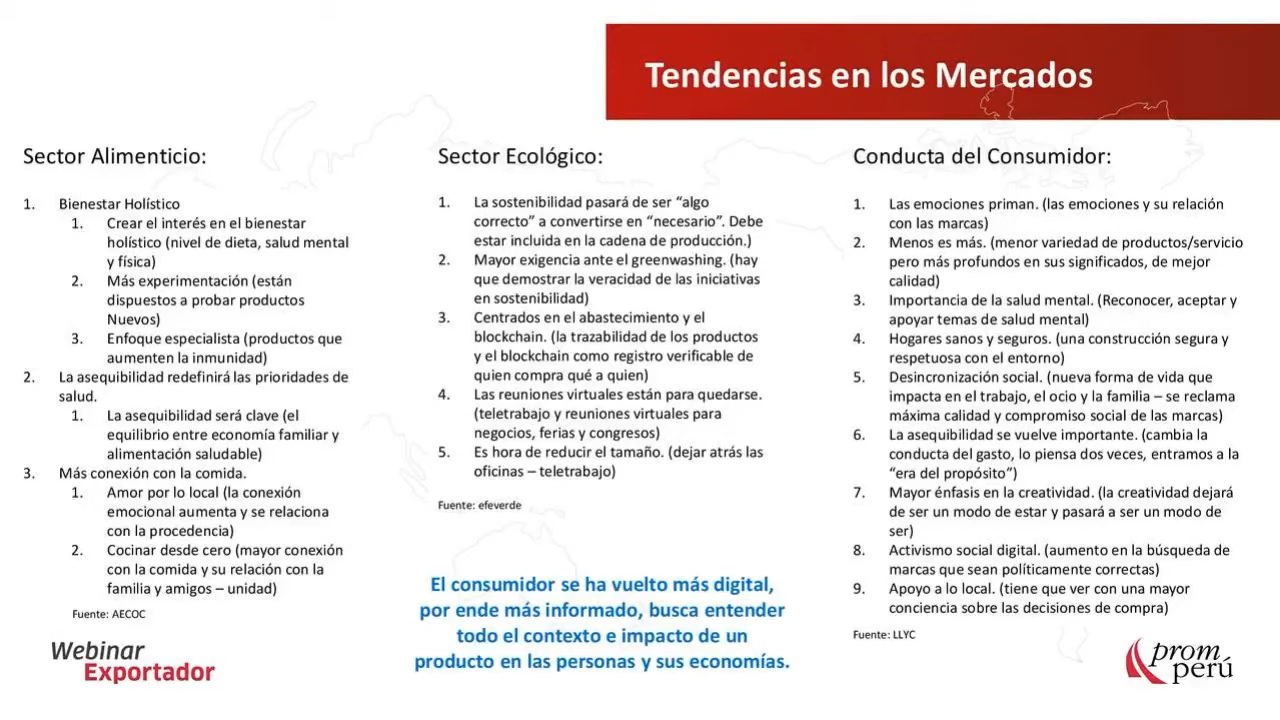 Tendencias en los Mercados
Sector Alimenticio:
1. Bienestar Holístico
1. Crear el interés en el bienestar
holístico (nivel de dieta, salud mental
y física)
2. Más experimentación (están
dispuestos a probar productos
Nuevos)
3. Enfoque especialista (productos que
aumenten la inmunidad)
2. La asequibilidad redefinirá las prioridades de
salud.
1. La asequibilidad será clave (el
equilibrio entre economía familiar y
alimentación saludable)
3. Más conexión con la comida.
1. Amor por lo local (la conexión
emocional aumenta y se relaciona
con la procedencia)
2. Cocinar desde cero (mayor conexión
con la comida y su relación con la
familia y amigos – unidad)
Fuente: AECOC
Sector Ecológico:
1. La sostenibilidad pasará de ser “algo
correcto” a convertirse en “necesario”. Debe
estar incluida en la cadena de producción.)
2. Mayor exigencia ante el greenwashing. (hay
que demostrar la veracidad de las iniciativas
en sostenibilidad)
3. Centrados en el abastecimiento y el
blockchain. (la trazabilidad de los productos
y el blockchain como registro verificable de
quien compra qué a quien)
4. Las reuniones virtuales están para quedarse.
(teletrabajo y reuniones virtuales para
negocios, ferias y congresos)
5. Es hora de reducir el tamaño. (dejar atrás las
oficinas – teletrabajo)
Fuente: efeverde
El consumidor se ha vuelto más digital,
por ende más informado, busca entender
todo el contexto e impacto de un
producto en las personas y sus economías.
Conducta del Consumidor:
1. Las emociones priman. (las emociones y su relación
con las marcas)
2. Menos es más. (menor variedad de productos/servicio
pero más profundos en sus significados, de mejor
calidad)
3. Importancia de la salud mental. (Reconocer, aceptar y
apoyar temas de salud mental)
4. Hogares sanos y seguros. (una construcción segura y
respetuosa con el entorno)
5. Desincronización social. (nueva forma de vida que
impacta en el trabajo, el ocio y la familia – se reclama
máxima calidad y compromiso social de las marcas)
6. La asequibilidad se vuelve importante. (cambia la
conducta del gasto, lo piensa dos veces, entramos a la
“era del propósito”)
7. Mayor énfasis en la creatividad. (la creatividad dejará
de ser un modo de estar y pasará a ser un modo de
ser)
8. Activismo social digital. (aumento en la búsqueda de
marcas que sean políticamente correctas)
9. Apoyo a lo local. (tiene que ver con una mayor
conciencia sobre las decisiones de compra)
Fuente: LLYC
Webinar
Exportador
prom
perú